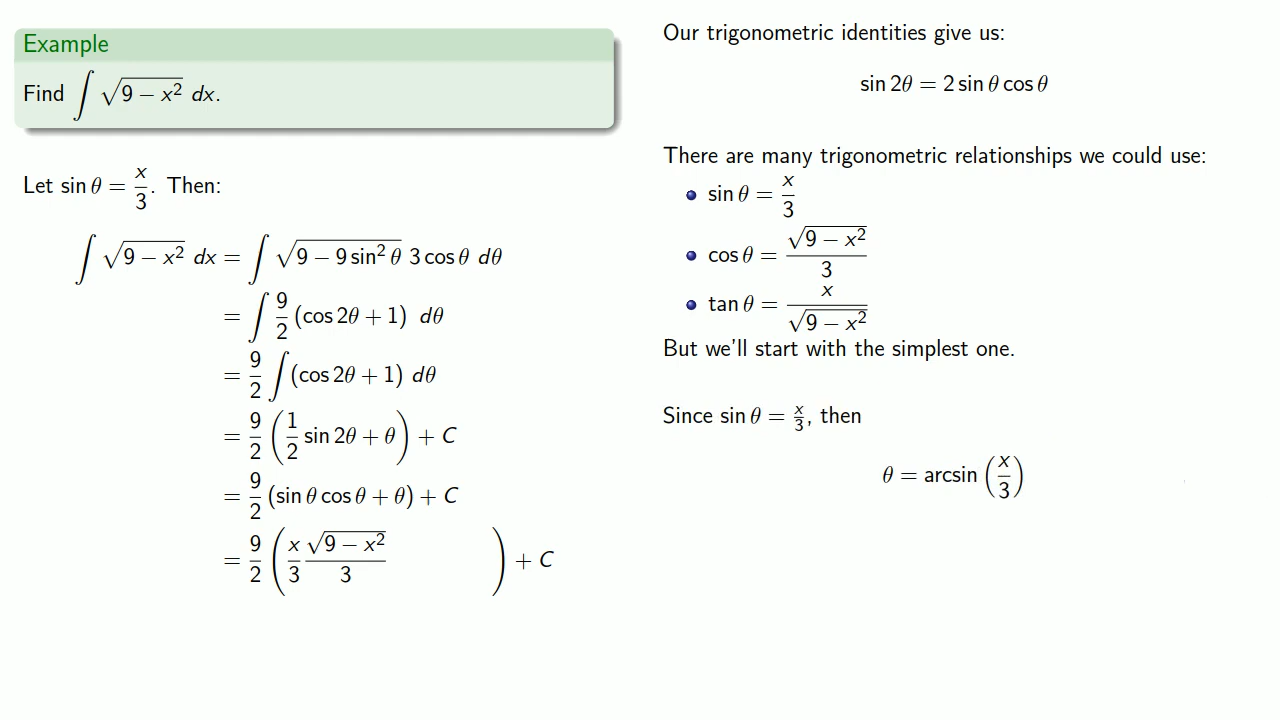 Example
Find ∫ √(9 − x²) dx.
Let sin θ = x/3. Then:
∫ √(9 − x²) dx = ∫ √(9 − 9 sin² θ) 3 cos θ dθ
= ∫ 9/2 (cos 2θ + 1) dθ
= 9/2 ∫ (cos 2θ + 1) dθ
= 9/2 (1/2 sin 2θ + θ) + C
= 9/2 (sin θ cos θ + θ) + C
= 9/2 (x/3 √(9 − x²)/3 ) + C
Our trigonometric identities give us:
sin 2θ = 2 sin θ cos θ
There are many trigonometric relationships we could use:
• sin θ = x/3
• cos θ = √(9 − x²)/3
• tan θ = x/√(9 − x²)
But we'll start with the simplest one.
Since sin θ = x/3, then
θ = arcsin (x/3)